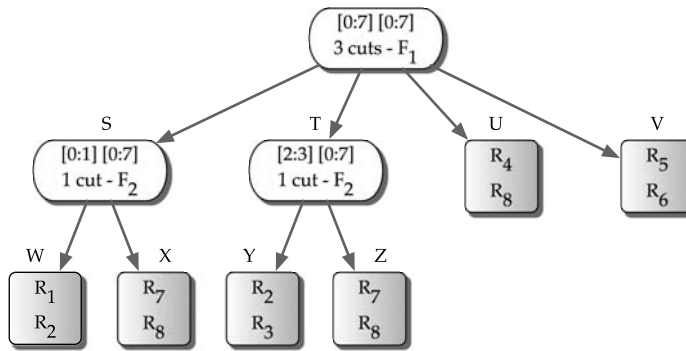 [0:7] [0:7]
3 cuts - F1
S
T
U
V
[0:1] [0:7]
1 cut - F2
[2:3] [0:7]
1 cut - F2
R4
R8
R5
R6
W
X
Y
Z
R1
R2
R7
R8
R2
R3
R7
R8